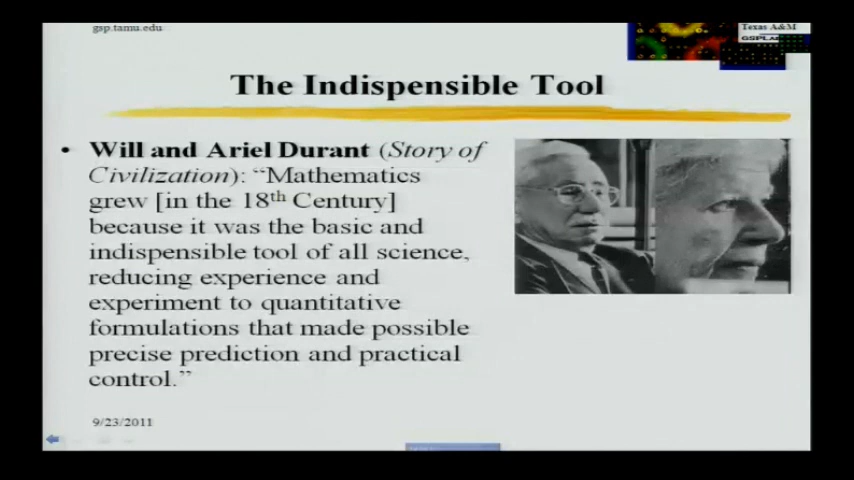 gsp.tamu.edu
Texas A&M
The Indispensible Tool
• Will and Ariel Durant (Story of
Civilization): “Mathematics
grew [in the 18th Century]
because it was the basic and
indispensible tool of all science,
reducing experience and
experiment to quantitative
formulations that made possible
precise prediction and practical
control.”
9/23/2011